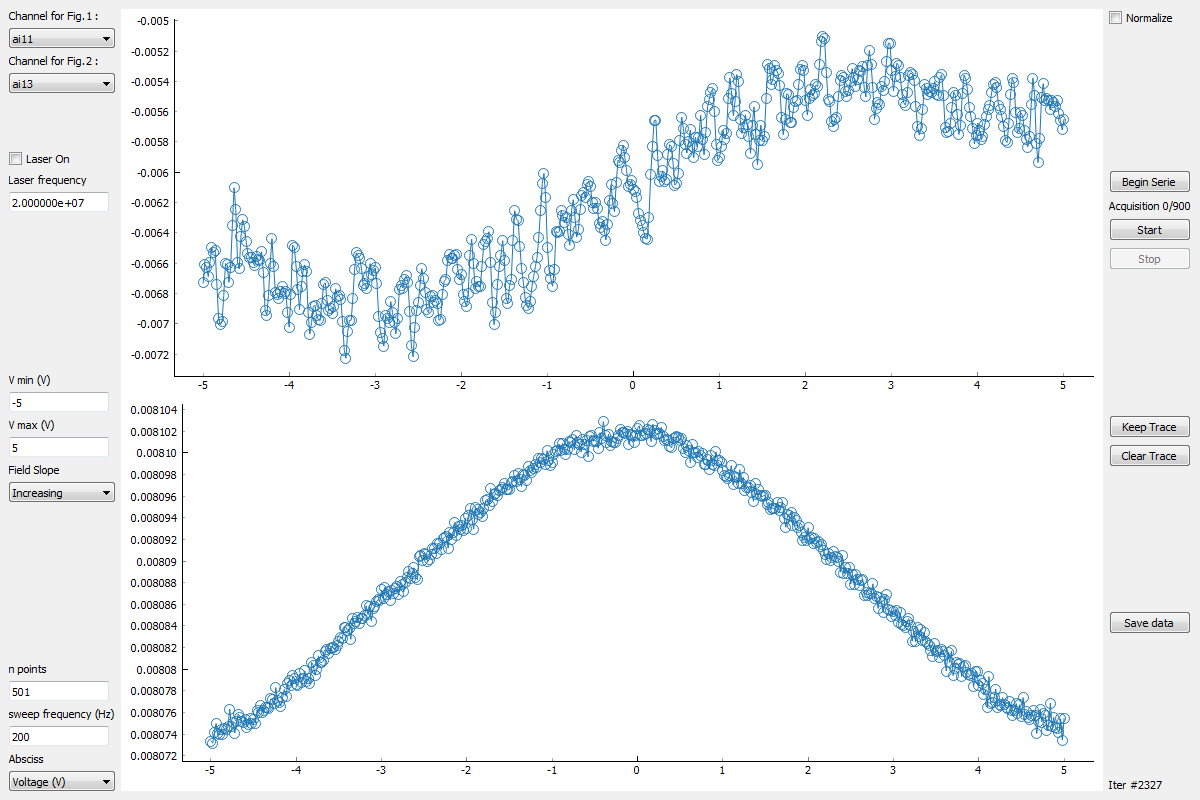 Channel for Fig.1 :
ai11
Channel for Fig.2 :
ai13
Laser On
Laser frequency
2.000000e+07
V min (V)
-5
V max (V)
5
Field Slope
Increasing
n points
501
sweep frequency (Hz)
200
Absciss
Voltage (V)
-0.005
-0.0052
-0.0054
-0.0056
-0.0058
-0.006
-0.0062
-0.0064
-0.0066
-0.0068
-0.007
-0.0072
-5 -4 -3 -2 -1 0 1 2 3 4 5
0.008104
0.008102
0.00810
0.008098
0.008096
0.008094
0.008092
0.00809
0.008088
0.008086
0.008084
0.008082
0.00808
0.008078
0.008076
0.008074
0.008072
-5 -4 -3 -2 -1 0 1 2 3 4 5
Normalize
Begin Serie
Acquisition 0/900
Start
Stop
Keep Trace
Clear Trace
Save data
Iter #2327